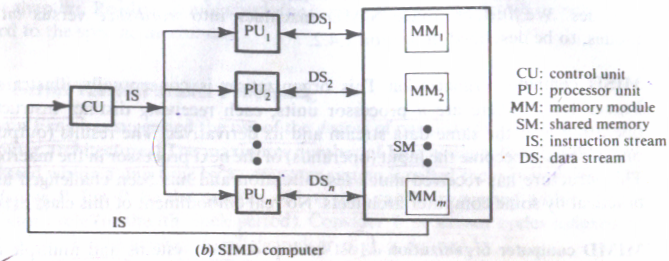 DS1
PU1
MM1
DS2
PU2
MM2
CU
IS
SM
DSn
PUn
MMm
IS
CU: control unit
PU: processor unit
MM: memory module
SM: shared memory
IS: instruction stream
DS: data stream
(b) SIMD computer